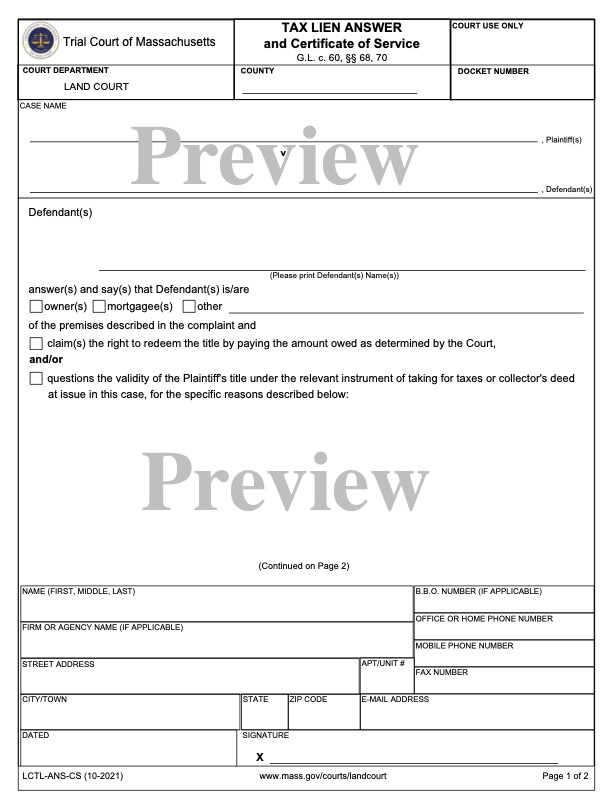 Trial Court of Massachusetts
TAX LIEN ANSWER
and Certificate of Service
G.L. c. 60, §§ 68, 70
COURT USE ONLY
COURT DEPARTMENT
LAND COURT
COUNTY
DOCKET NUMBER
CASE NAME
, Plaintiff(s)
Preview
v
, Defendant(s)
Defendant(s)
(Please print Defendant(s) Name(s))
answer(s) and say(s) that Defendant(s) is/are
owner(s) mortgagee(s) other
of the premises described in the complaint and
claim(s) the right to redeem the title by paying the amount owed as determined by the Court,
and/or
questions the validity of the Plaintiff's title under the relevant instrument of taking for taxes or collector's deed
at issue in this case, for the specific reasons described below:
Preview
(Continued on Page 2)
NAME (FIRST, MIDDLE, LAST)
B.B.O. NUMBER (IF APPLICABLE)
OFFICE OR HOME PHONE NUMBER
FIRM OR AGENCY NAME (IF APPLICABLE)
MOBILE PHONE NUMBER
STREET ADDRESS
APT/UNIT #
FAX NUMBER
CITY/TOWN
STATE
ZIP CODE
E-MAIL ADDRESS
DATED
SIGNATURE
X
LCTL-ANS-CS (10-2021)
www.mass.gov/courts/landcourt
Page 1 of 2